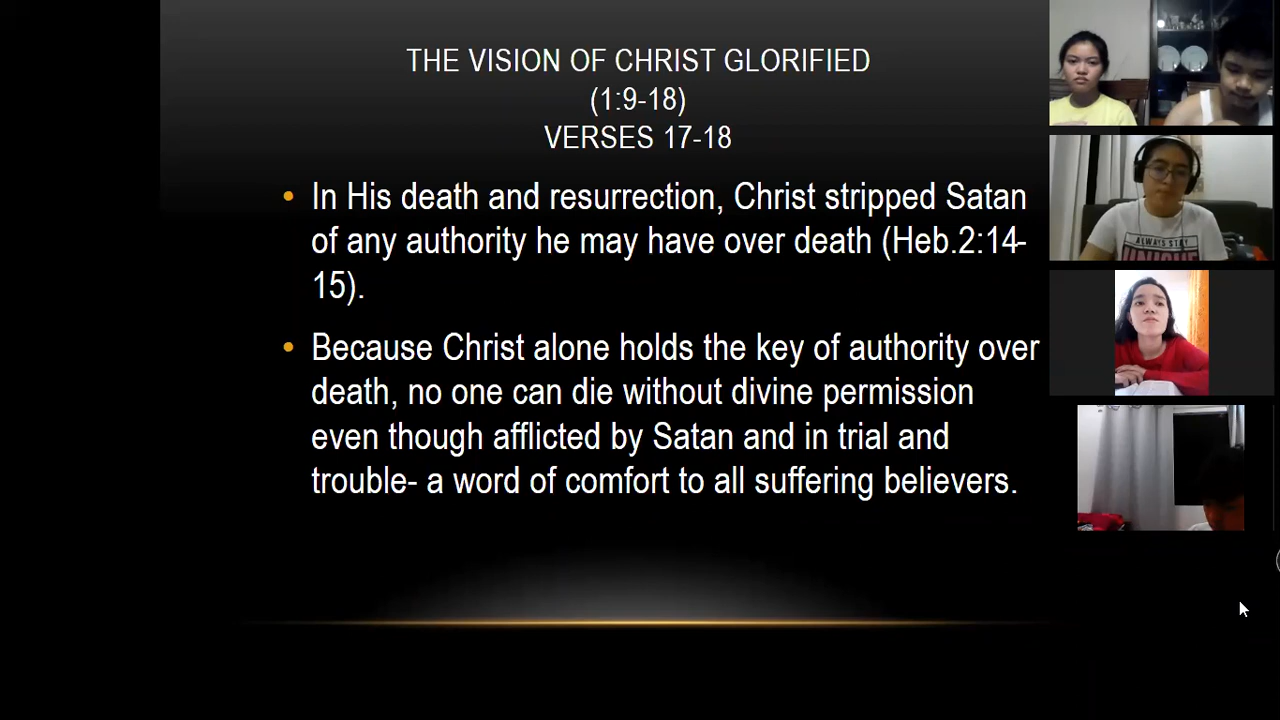 THE VISION OF CHRIST GLORIFIED
(1:9-18)
VERSES 17-18
• In His death and resurrection, Christ stripped Satan
of any authority he may have over death (Heb.2:14-
15).
• Because Christ alone holds the key of authority over
death, no one can die without divine permission
even though afflicted by Satan and in trial and
trouble- a word of comfort to all suffering believers.
ALWAYS STAY
UNIQUE